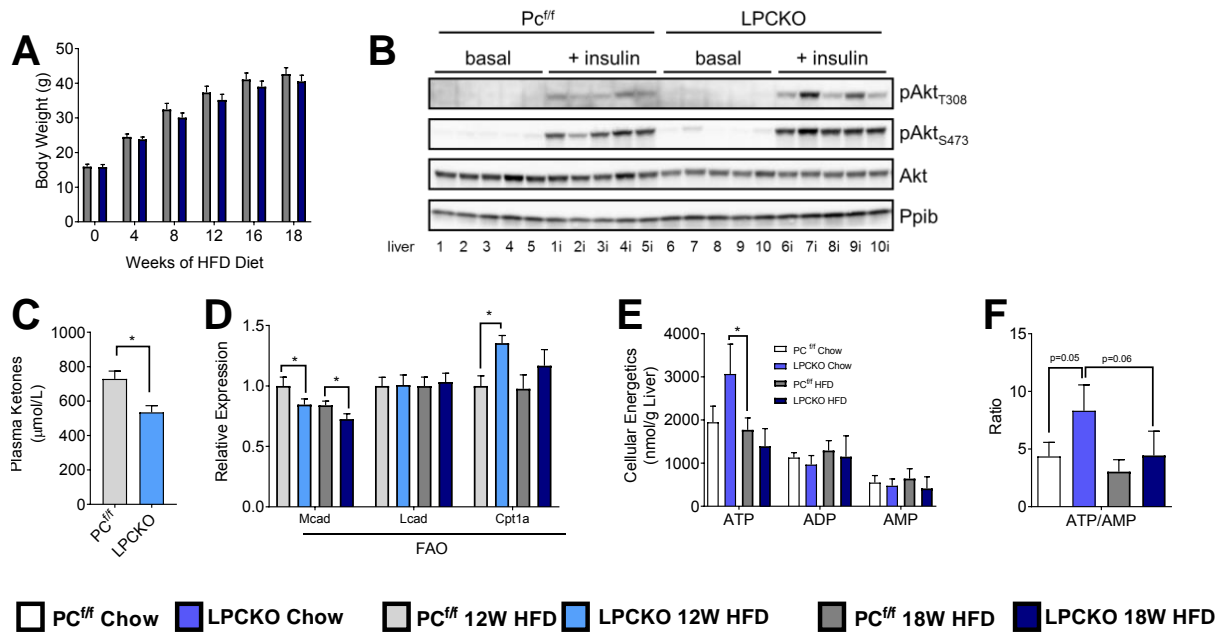 A
Body Weight (g)
50
40
30
20
10
0
0 4 8 12 16 18
Weeks of HFD Diet
B
Pcf/f LPCKO
basal + insulin basal + insulin
pAktT308
pAktS473
Akt
Ppib
liver 1 2 3 4 5 1i 2i 3i 4i 5i 6 7 8 9 10 6i 7i 8i 9i 10i
C
Plasma Ketones
(μmol/L)
1000
800
600
400
200
0
*
PCf/f
LPCKO
D
Relative Expression
1.5
1.0
0.5
0.0
* * *
Mcad Lcad Cpt1a
FAO
E
Cellular Energetics
(nmol/g Liver)
4000
3000
2000
1000
0
*
PC f/f Chow
LPCKO Chow
PCf/f HFD
LPCKO HFD
ATP ADP AMP
F
Ratio
15
10
5
0
p=0.05 p=0.06
ATP/AMP
PCf/f Chow LPCKO Chow PCf/f 12W HFD LPCKO 12W HFD PCf/f 18W HFD LPCKO 18W HFD